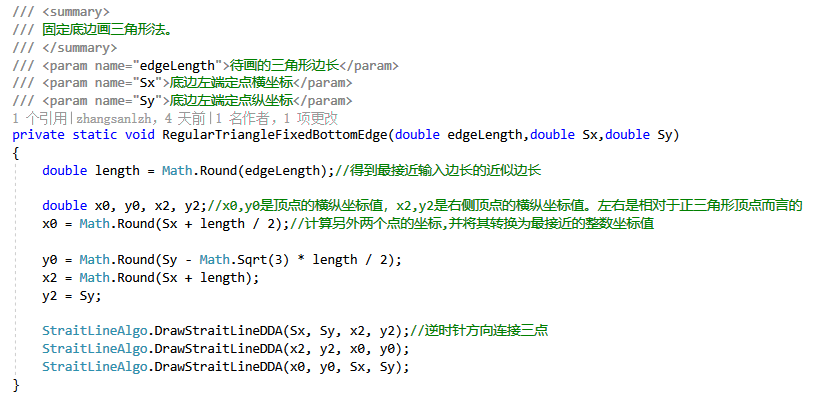 /// <summary>
/// 固定底边画三角形法。
/// </summary>
/// <param name="edgeLength">待画的三角形边长</param>
/// <param name="Sx">底边左端定点横坐标</param>
/// <param name="Sy">底边左端定点纵坐标</param>
1 个引用|zhangsanlzh，4 天前|1 名作者，1 项更改
private static void RegularTriangleFixedBottomEdge(double edgeLength,double Sx,double Sy)
{
double length = Math.Round(edgeLength);//得到最接近输入边长的近似边长
double x0, y0, x2, y2;//x0,y0是顶点的横纵坐标值，x2,y2是右侧顶点的横纵坐标值。左右是相对于正三角形顶点而言的
x0 = Math.Round(Sx + length / 2);//计算另外两个点的坐标,并将其转换为最接近的整数坐标值
y0 = Math.Round(Sy - Math.Sqrt(3) * length / 2);
x2 = Math.Round(Sx + length);
y2 = Sy;
StraitLineAlgo.DrawStraitLineDDA(Sx, Sy, x2, y2);//逆时针方向连接三点
StraitLineAlgo.DrawStraitLineDDA(x2, y2, x0, y0);
StraitLineAlgo.DrawStraitLineDDA(x0, y0, Sx, Sy);
}